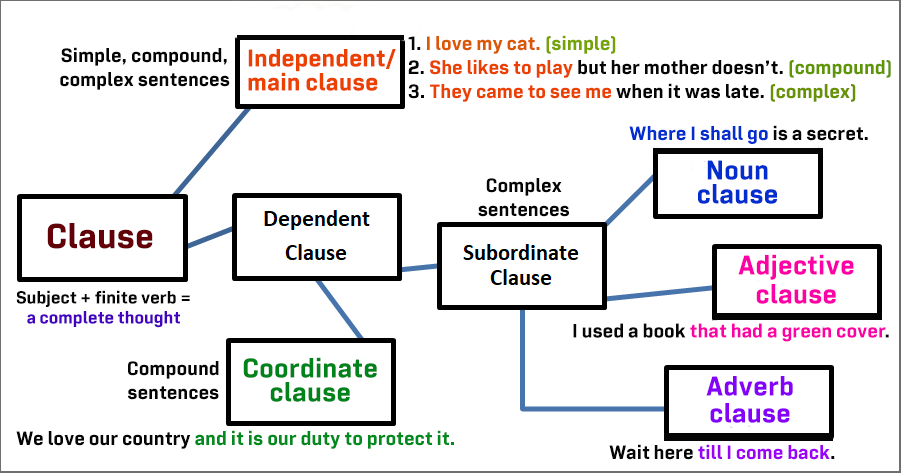 Simple, compound,
complex sentences
Independent/
main clause
1. I love my cat. (simple)
2. She likes to play but her mother doesn't. (compound)
3. They came to see me when it was late. (complex)
Where I shall go is a secret.
Noun
clause
Complex
sentences
Clause
Dependent
Clause
Subordinate
Clause
Adjective
clause
Subject + finite verb =
a complete thought
I used a book that had a green cover.
Compound
sentences
Coordinate
clause
Adverb
clause
We love our country and it is our duty to protect it.
Wait here till I come back.